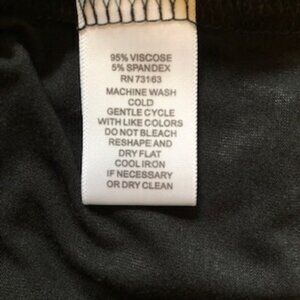 95% VISCOSE
5% SPANDEX
RN 73163
MACHINE WASH
COLD
GENTLE CYCLE
WITH LIKE COLORS
DO NOT BLEACH
RESHAPE AND
DRY FLAT
COOL IRON
IF NECESSARY
OR DRY CLEAN